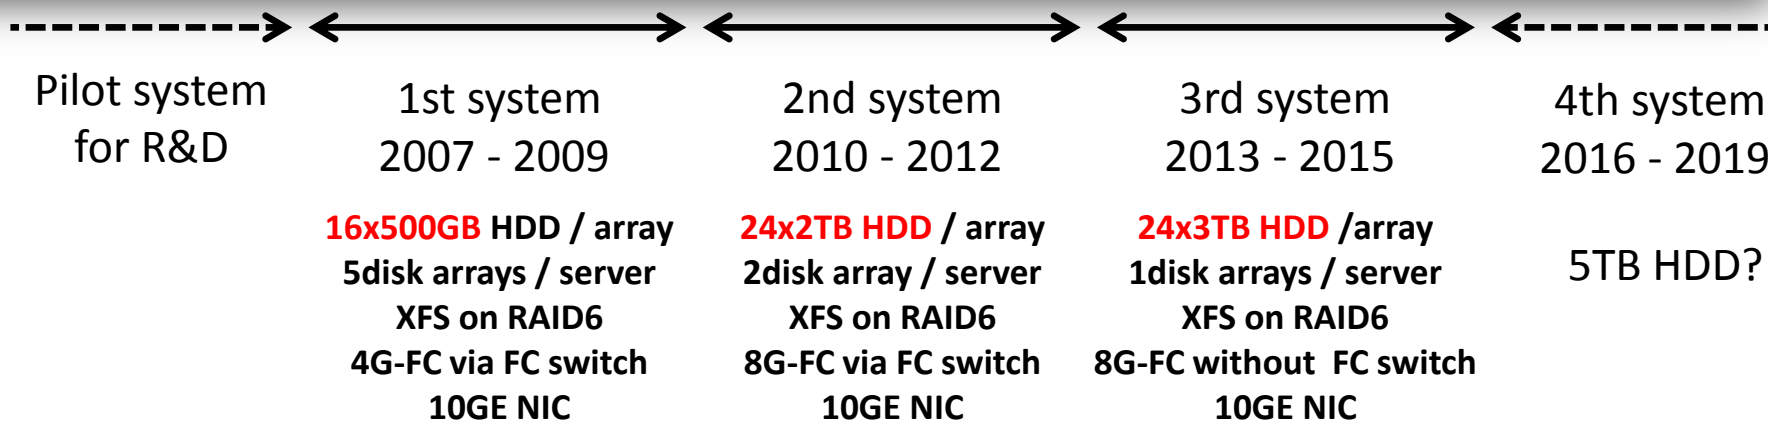 Pilot system
for R&D
1st system
2007 - 2009
16x500GB HDD / array
5disk arrays / server
XFS on RAID6
4G-FC via FC switch
10GE NIC
2nd system
2010 - 2012
24x2TB HDD / array
2disk array / server
XFS on RAID6
8G-FC via FC switch
10GE NIC
3rd system
2013 - 2015
24x3TB HDD /array
1disk arrays / server
XFS on RAID6
8G-FC without FC switch
10GE NIC
4th system
2016 - 2019
5TB HDD?